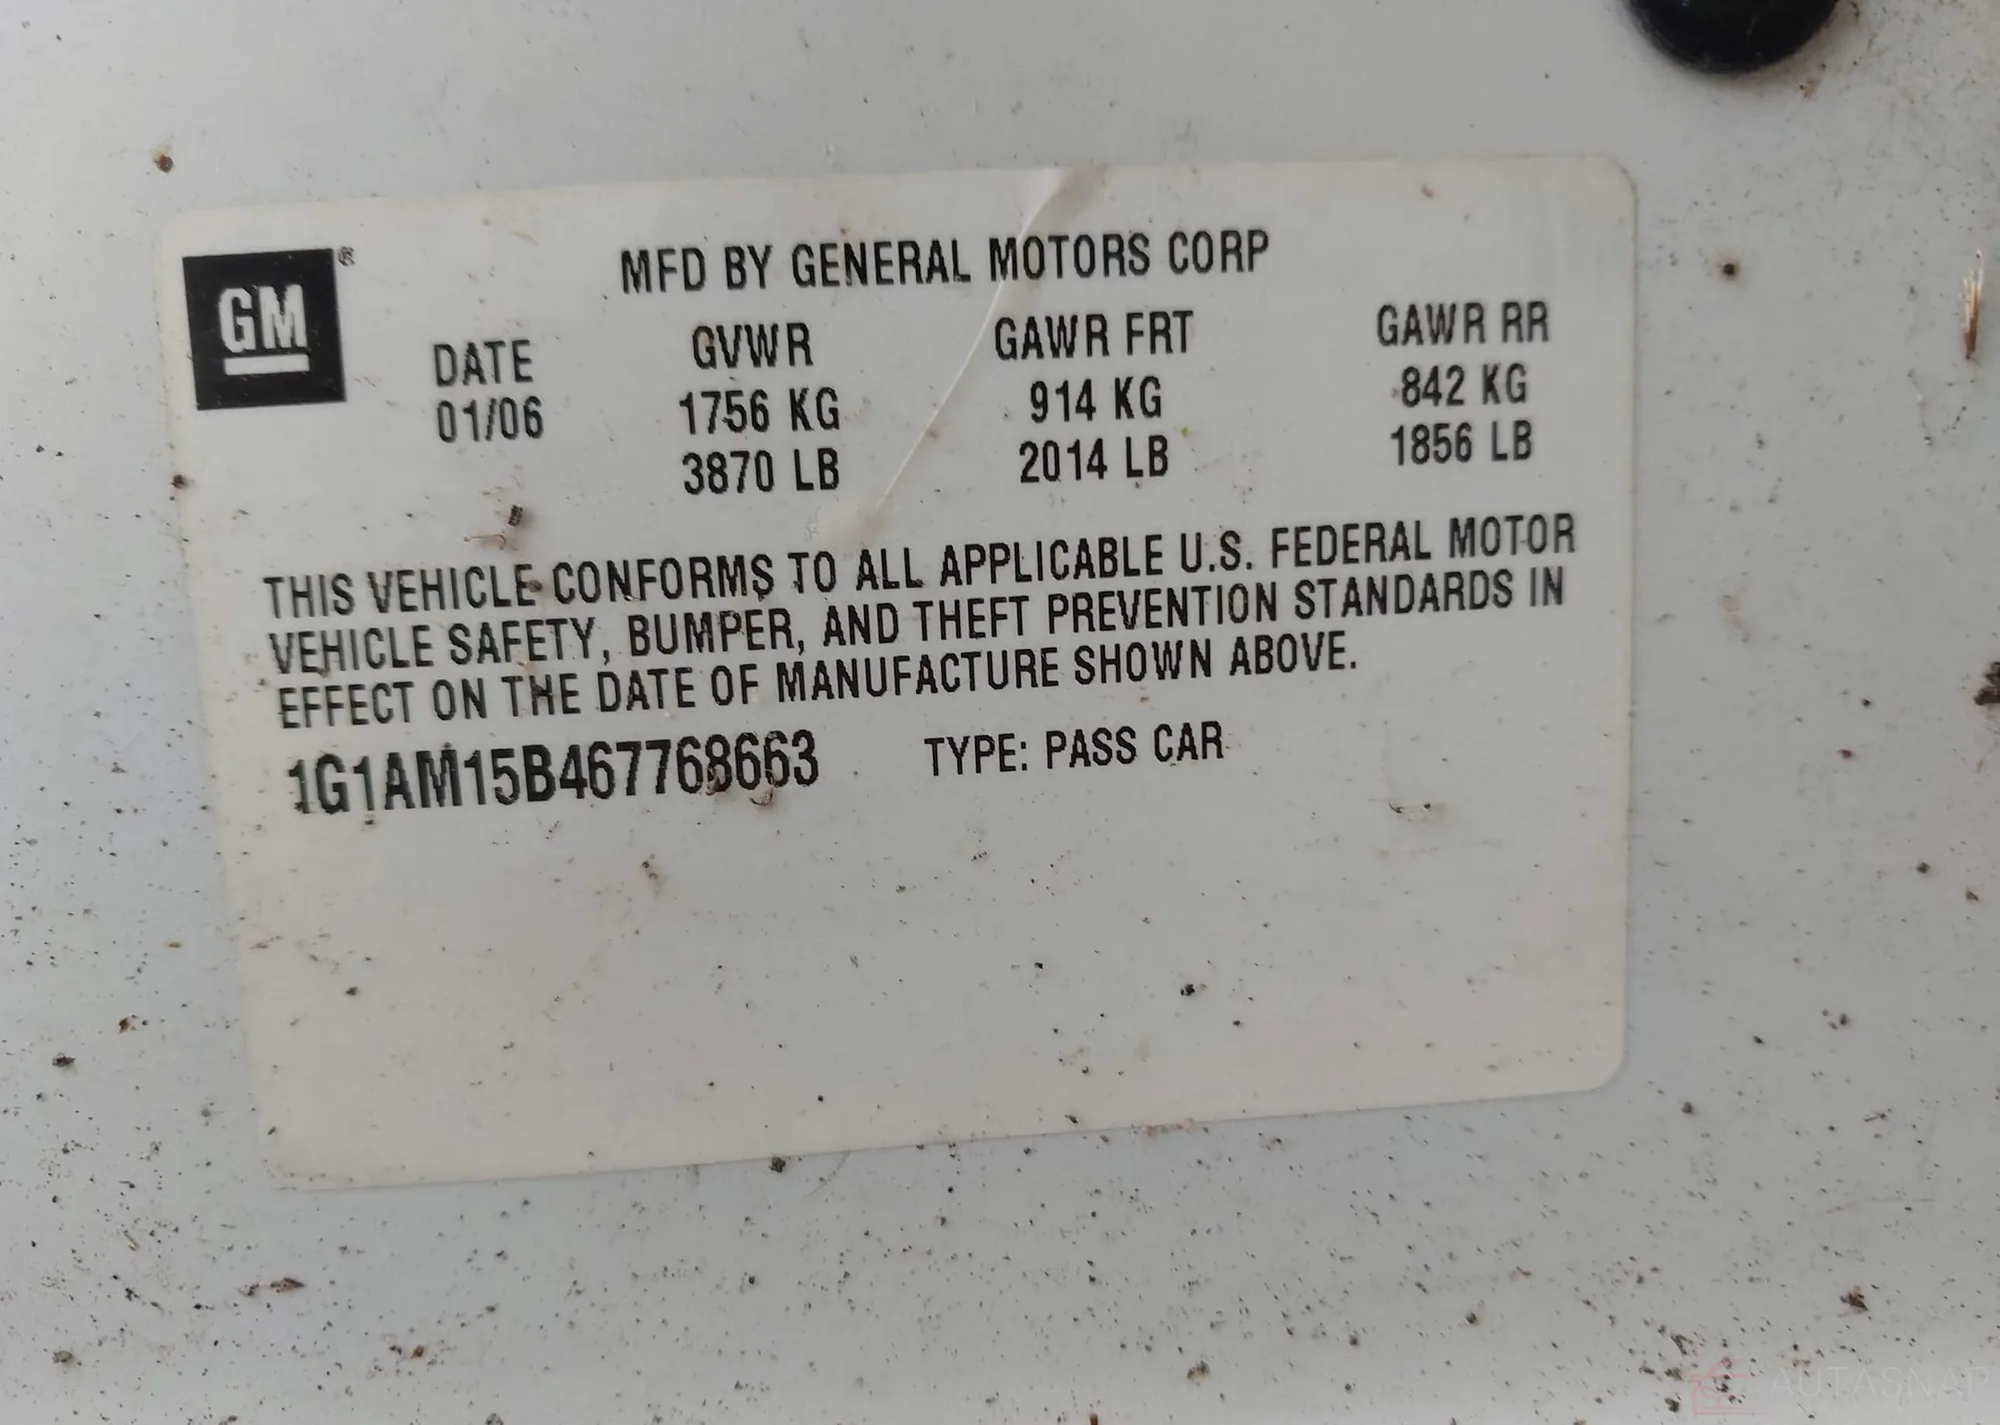 GM®
MFD BY GENERAL MOTORS CORP
DATE GVWR GAWR FRT GAWR RR
01/06 1756 KG 914 KG 842 KG
3870 LB 2014 LB 1856 LB
THIS VEHICLE CONFORMS TO ALL APPLICABLE U.S. FEDERAL MOTOR
VEHICLE SAFETY, BUMPER, AND THEFT PREVENTION STANDARDS IN
EFFECT ON THE DATE OF MANUFACTURE SHOWN ABOVE.
1G1AM15B467768663 TYPE: PASS CAR
AUTASNAP